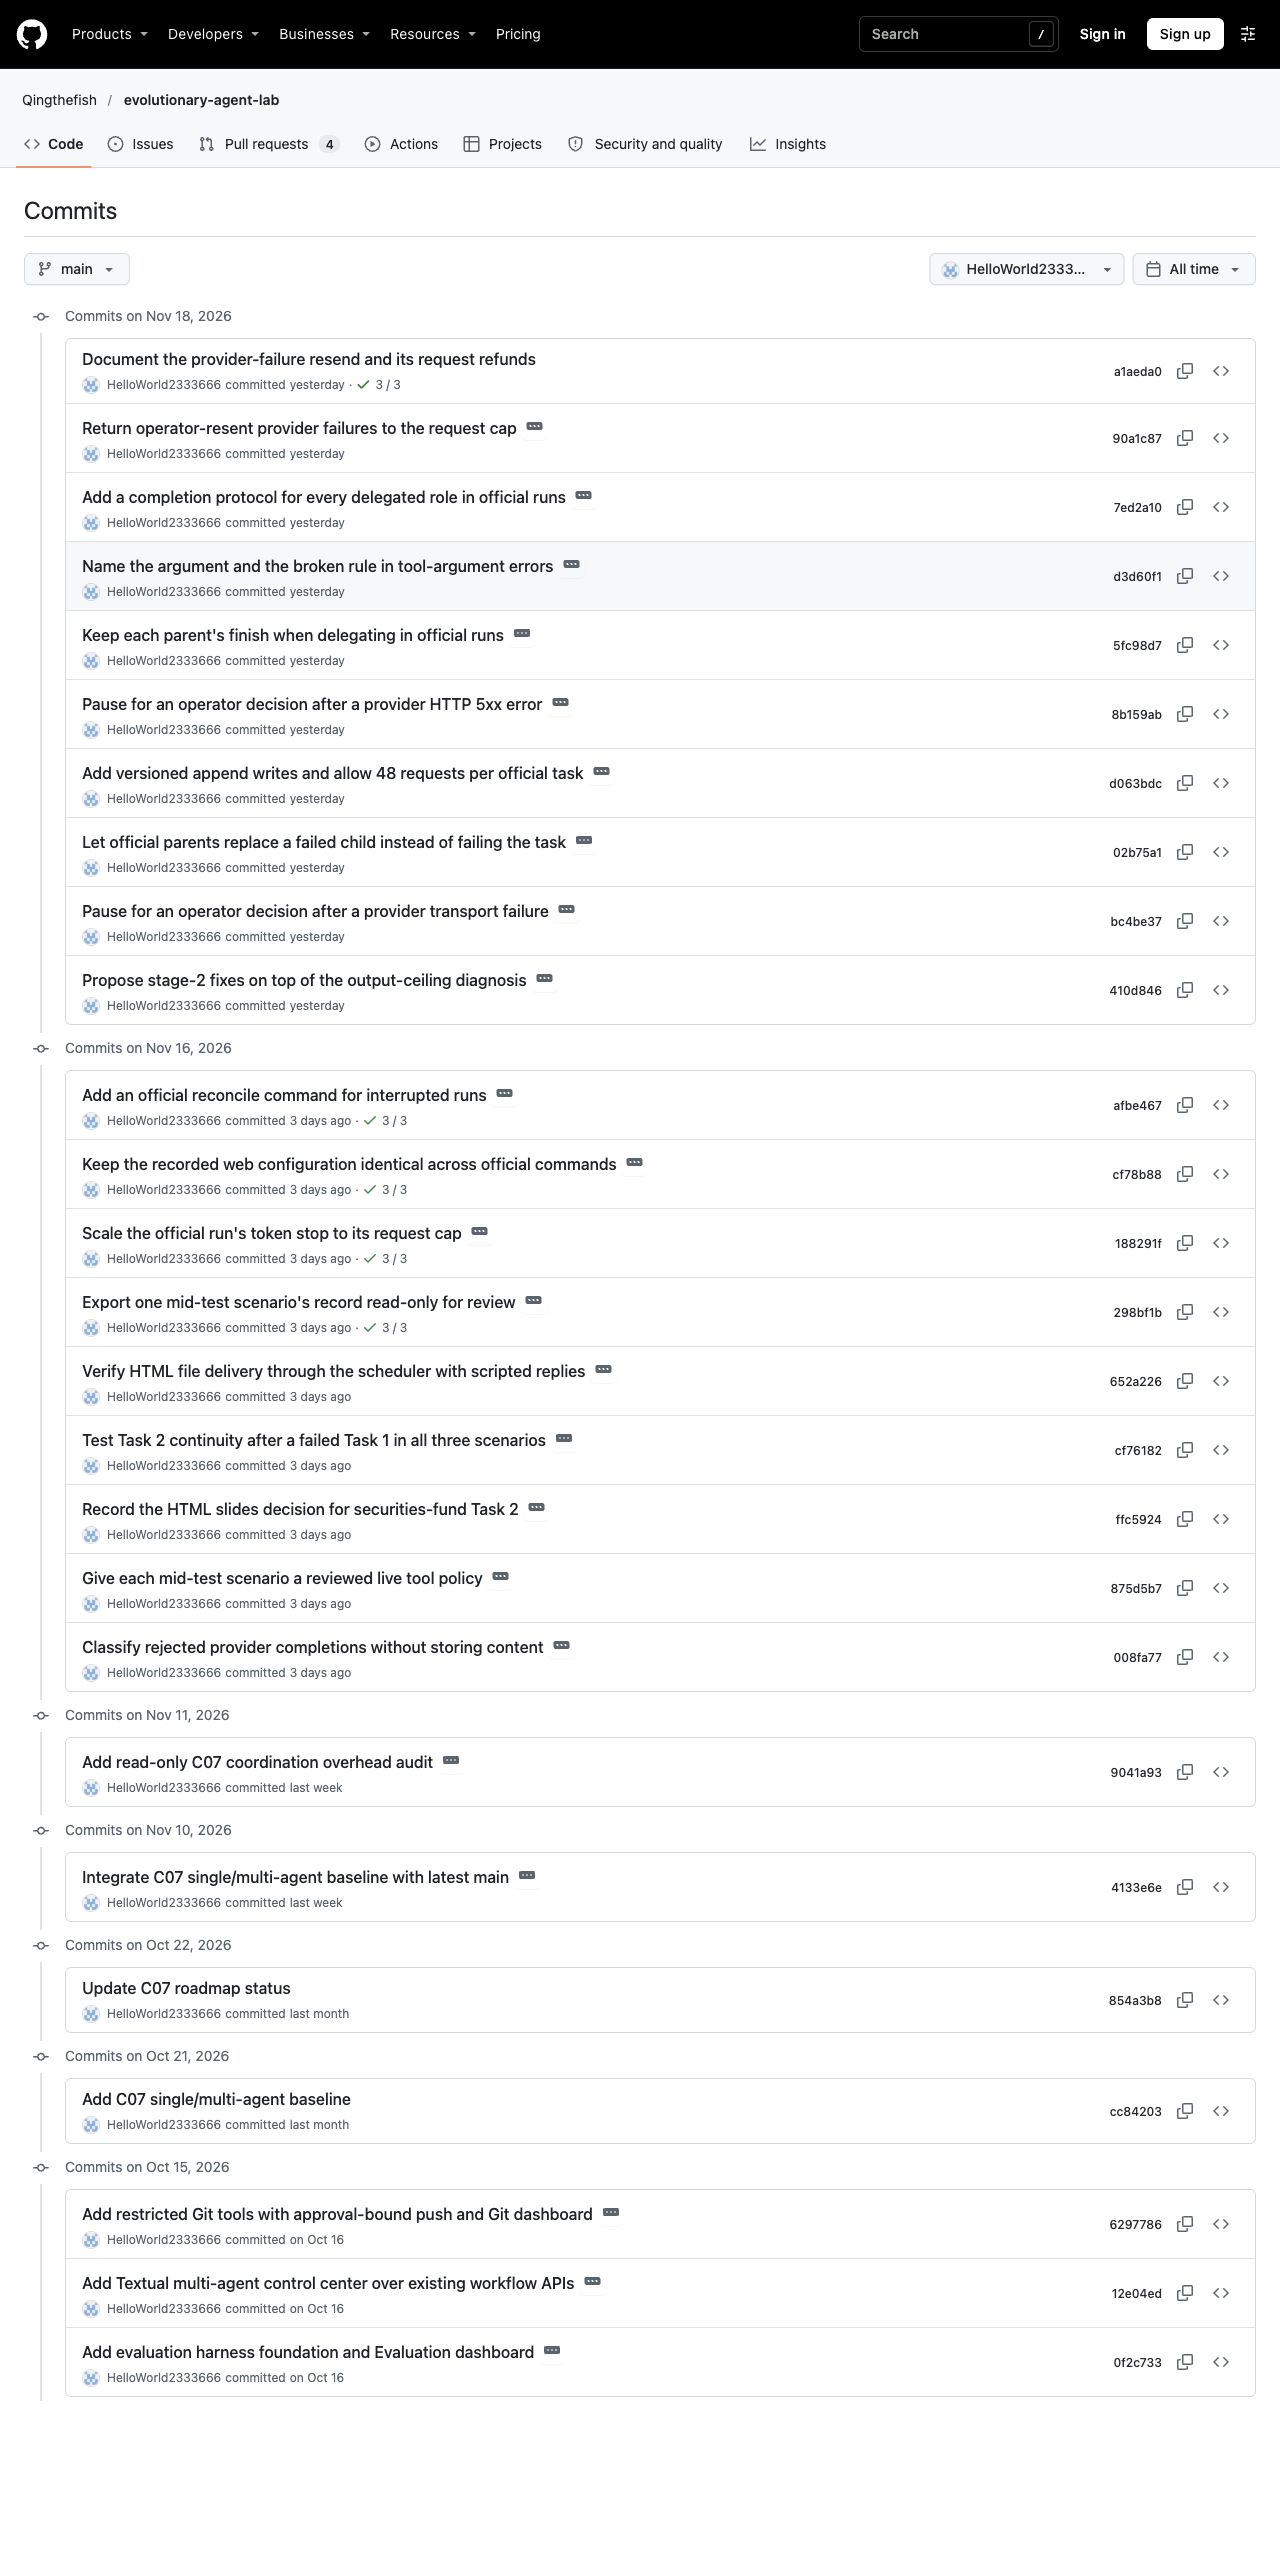 Products Developers Businesses Resources Pricing Search / Sign in Sign up
Qingthefish / evolutionary-agent-lab
Code Issues Pull requests 4 Actions Projects Security and quality Insights
Commits
main HelloWorld2333... All time
Commits on Nov 18, 2026
Document the provider-failure resend and its request refunds
HelloWorld2333666 committed yesterday · 3 / 3
a1aeda0
Return operator-resent provider failures to the request cap
HelloWorld2333666 committed yesterday
90a1c87
Add a completion protocol for every delegated role in official runs
HelloWorld2333666 committed yesterday
7ed2a10
Name the argument and the broken rule in tool-argument errors
HelloWorld2333666 committed yesterday
d3d60f1
Keep each parent's finish when delegating in official runs
HelloWorld2333666 committed yesterday
5fc98d7
Pause for an operator decision after a provider HTTP 5xx error
HelloWorld2333666 committed yesterday
8b159ab
Add versioned append writes and allow 48 requests per official task
HelloWorld2333666 committed yesterday
d063bdc
Let official parents replace a failed child instead of failing the task
HelloWorld2333666 committed yesterday
02b75a1
Pause for an operator decision after a provider transport failure
HelloWorld2333666 committed yesterday
bc4be37
Propose stage-2 fixes on top of the output-ceiling diagnosis
HelloWorld2333666 committed yesterday
410d846
Commits on Nov 16, 2026
Add an official reconcile command for interrupted runs
HelloWorld2333666 committed 3 days ago · 3 / 3
afbe467
Keep the recorded web configuration identical across official commands
HelloWorld2333666 committed 3 days ago · 3 / 3
cf78b88
Scale the official run's token stop to its request cap
HelloWorld2333666 committed 3 days ago · 3 / 3
188291f
Export one mid-test scenario's record read-only for review
HelloWorld2333666 committed 3 days ago · 3 / 3
298bf1b
Verify HTML file delivery through the scheduler with scripted replies
HelloWorld2333666 committed 3 days ago
652a226
Test Task 2 continuity after a failed Task 1 in all three scenarios
HelloWorld2333666 committed 3 days ago
cf76182
Record the HTML slides decision for securities-fund Task 2
HelloWorld2333666 committed 3 days ago
ffc5924
Give each mid-test scenario a reviewed live tool policy
HelloWorld2333666 committed 3 days ago
875d5b7
Classify rejected provider completions without storing content
HelloWorld2333666 committed 3 days ago
008fa77
Commits on Nov 11, 2026
Add read-only C07 coordination overhead audit
HelloWorld2333666 committed last week
9041a93
Commits on Nov 10, 2026
Integrate C07 single/multi-agent baseline with latest main
HelloWorld2333666 committed last week
4133e6e
Commits on Oct 22, 2026
Update C07 roadmap status
HelloWorld2333666 committed last month
854a3b8
Commits on Oct 21, 2026
Add C07 single/multi-agent baseline
HelloWorld2333666 committed last month
cc84203
Commits on Oct 15, 2026
Add restricted Git tools with approval-bound push and Git dashboard
HelloWorld2333666 committed on Oct 16
6297786
Add Textual multi-agent control center over existing workflow APIs
HelloWorld2333666 committed on Oct 16
12e04ed
Add evaluation harness foundation and Evaluation dashboard
HelloWorld2333666 committed on Oct 16
0f2c733